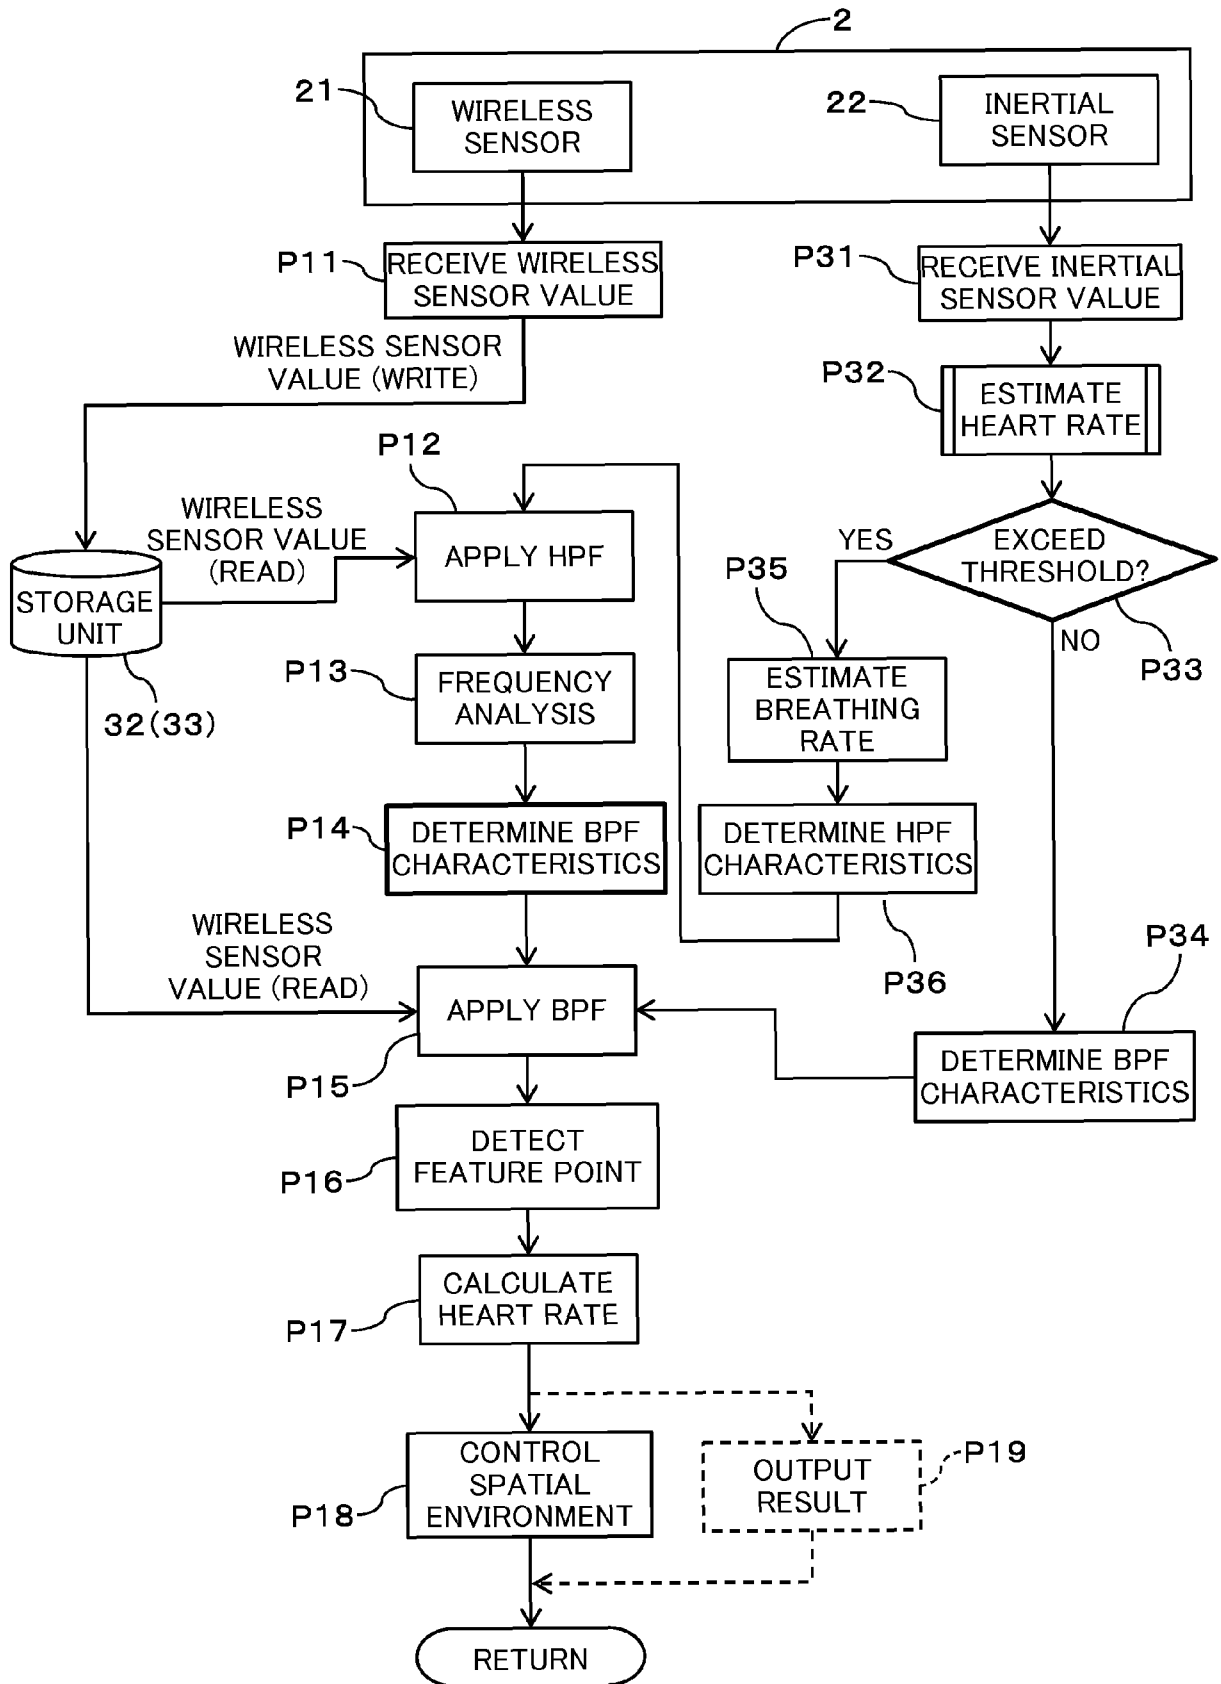 2
21
WIRELESS
SENSOR
22
INERTIAL
SENSOR
P11
RECEIVE WIRELESS
SENSOR VALUE
P31
RECEIVE INERTIAL
SENSOR VALUE
WIRELESS SENSOR
VALUE (WRITE)
P32
ESTIMATE
HEART RATE
P12
WIRELESS
SENSOR VALUE
(READ)
APPLY HPF
YES
EXCEED
THRESHOLD?
P33
NO
STORAGE
UNIT
32(33)
P13
FREQUENCY
ANALYSIS
P35
ESTIMATE
BREATHING
RATE
P14
DETERMINE BPF
CHARACTERISTICS
DETERMINE HPF
CHARACTERISTICS
P36
WIRELESS
SENSOR
VALUE (READ)
APPLY BPF
P15
P34
DETERMINE BPF
CHARACTERISTICS
DETECT
FEATURE POINT
P16
CALCULATE
HEART RATE
P17
CONTROL
SPATIAL
ENVIRONMENT
P18
OUTPUT
RESULT
P19
RETURN